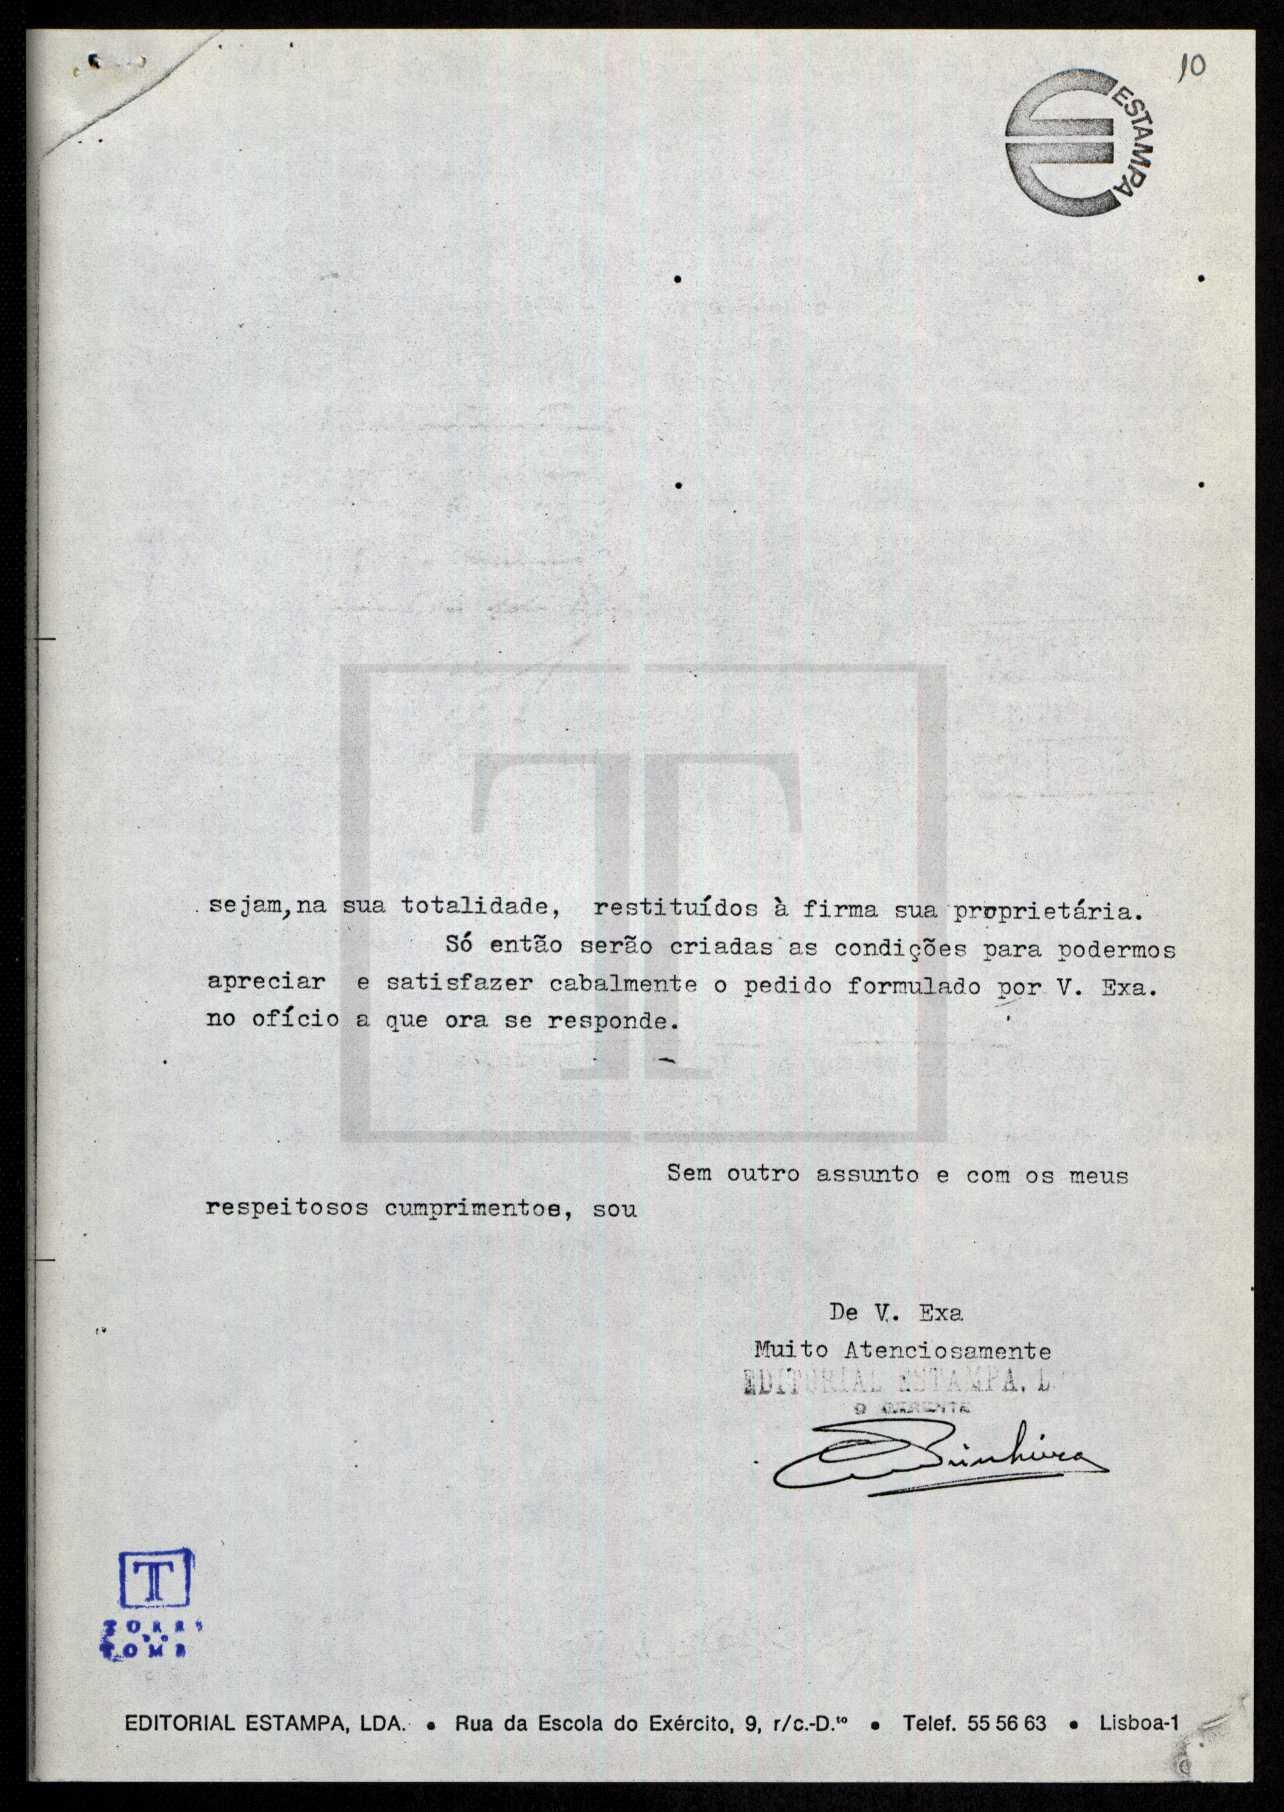 10
ESTAMPA
sejam, na sua totalidade, restituídos à firma sua proprietária.
Só então serão criadas as condições para podermos
apreciar e satisfazer cabalmente o pedido formulado por V. Exa.
no ofício a que ora se responde.
Sem outro assunto e com os meus
respeitosos cumprimentos, sou
De V. Exa
Muito Atenciosamente
EDITORIAL ESTAMPA, L
O GERENTE
T
TORRE
DO
TOMB
EDITORIAL ESTAMPA, LDA. • Rua da Escola do Exército, 9, r/c.-D.to • Telef. 55 56 63 • Lisboa-1